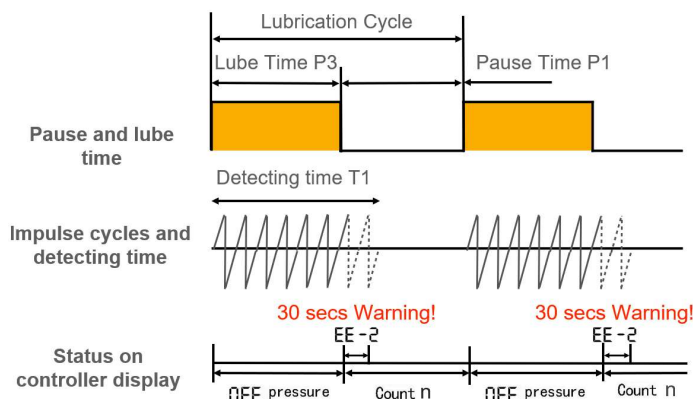 Lubrication Cycle
Lube Time P3
Pause Time P1
Pause and lube
time
Detecting time T1
Impulse cycles and
detecting time
30 secs Warning!
30 secs Warning!
EE-2
EE-2
Status on
controller display
OFF pressure
Count n
OFF pressure
Count n